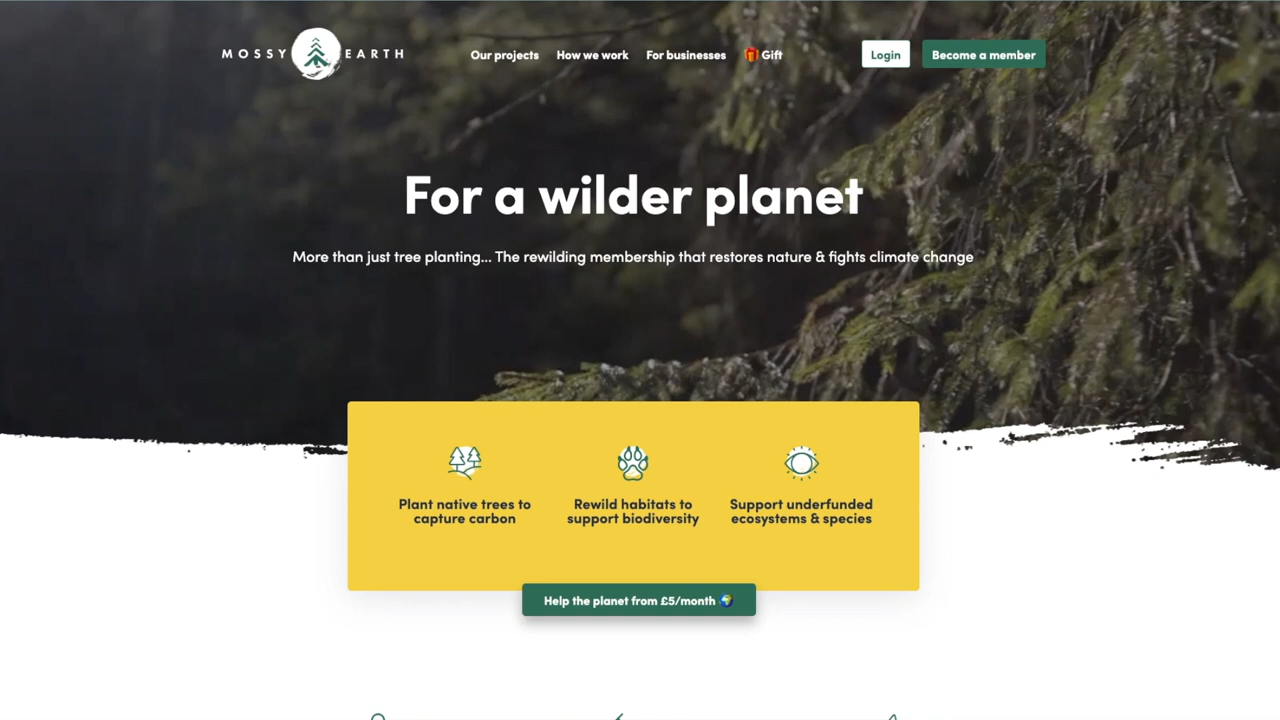 MOSSY EARTH
Our projects
How we work
For businesses
🎁 Gift
Login
Become a member
For a wilder planet
More than just tree planting... The rewilding membership that restores nature & fights climate change
Plant native trees to
capture carbon
Rewild habitats to
support biodiversity
Support underfunded
ecosystems & species
Help the planet from £5/month 🌍